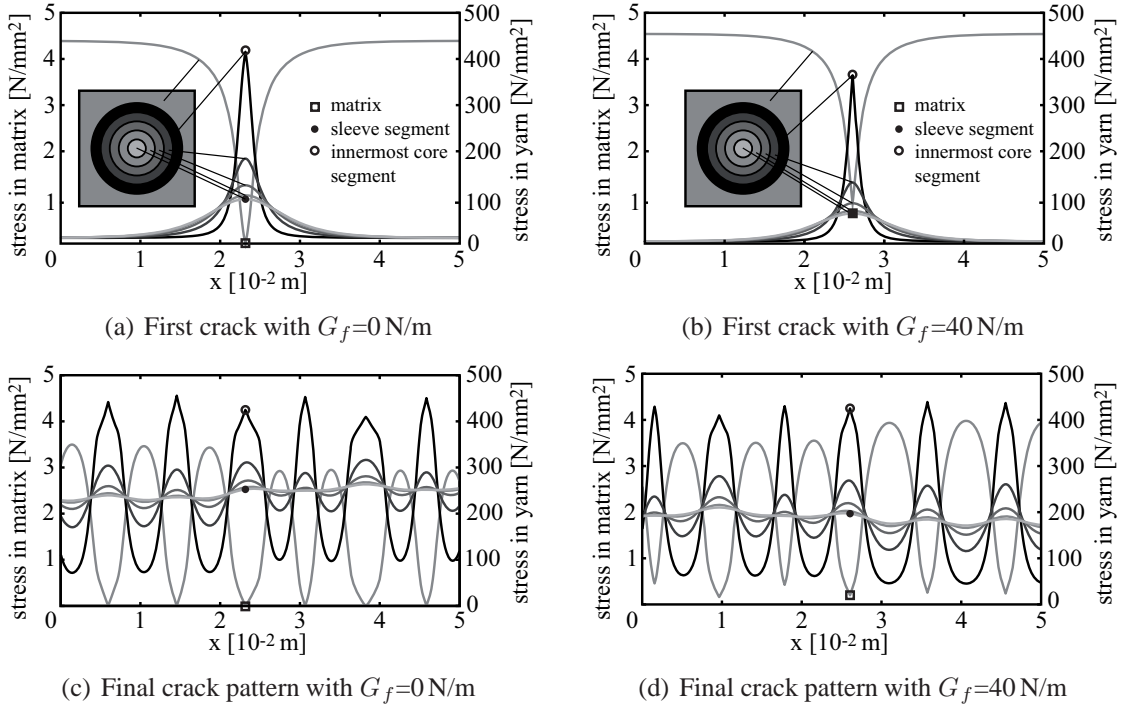 stress in matrix [N/mm²]
5
4
3
2
1
0
1
2
3
4
5
x [10⁻² m]
500
400
300
200
100
0
stress in yarn [N/mm²]
matrix
sleeve segment
innermost core
segment
(a) First crack with G_f=0 N/m
stress in matrix [N/mm²]
5
4
3
2
1
0
1
2
3
4
5
x [10⁻² m]
500
400
300
200
100
0
stress in yarn [N/mm²]
matrix
sleeve segment
innermost core
segment
(b) First crack with G_f=40 N/m
stress in matrix [N/mm²]
5
4
3
2
1
0
1
2
3
4
5
x [10⁻² m]
500
400
300
200
100
0
stress in yarn [N/mm²]
(c) Final crack pattern with G_f=0 N/m
stress in matrix [N/mm²]
5
4
3
2
1
0
1
2
3
4
5
x [10⁻² m]
500
400
300
200
100
0
stress in yarn [N/mm²]
(d) Final crack pattern with G_f=40 N/m